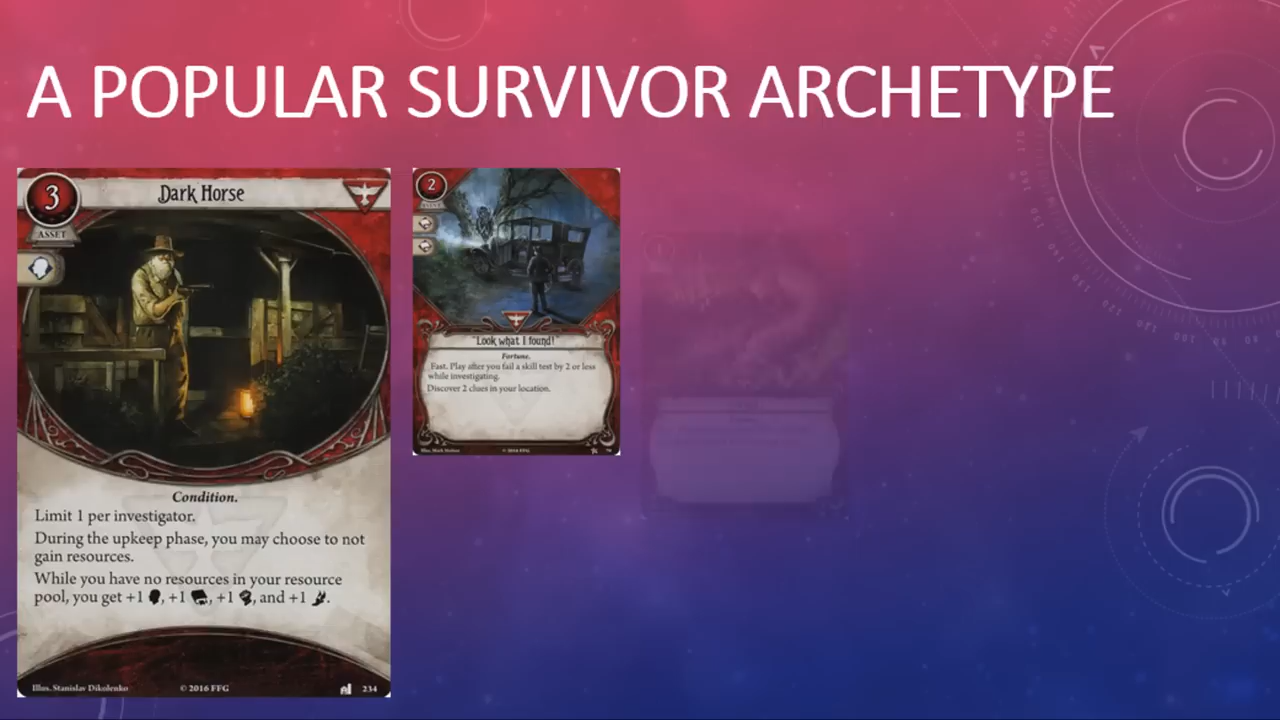 A POPULAR SURVIVOR ARCHETYPE
3
Dark Horse
ASSET
Condition.
Limit 1 per investigator.
During the upkeep phase, you may choose to not
gain resources.
While you have no resources in your resource
pool, you get +1 , +1 , +1 , and +1 .
Illus. Stanislav Dikolenko © 2016 FFG 234
2
"Look what I found!"
Fortune.
Fast. Play after you fail a skill test by 2 or less
while investigating.
Discover 2 clues in your location.
© 2016 FFG